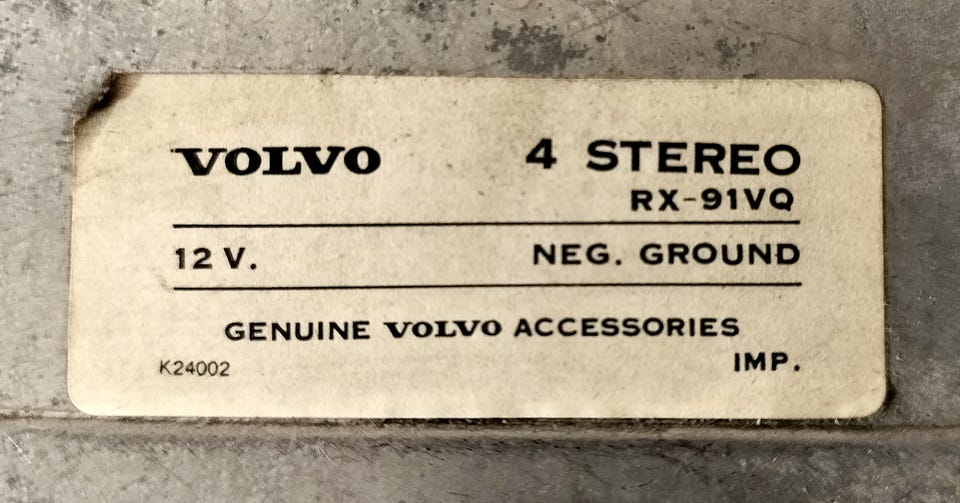 VOLVO 4 STEREO
RX-91VQ
12 V. NEG. GROUND
GENUINE VOLVO ACCESSORIES
K24002 IMP.